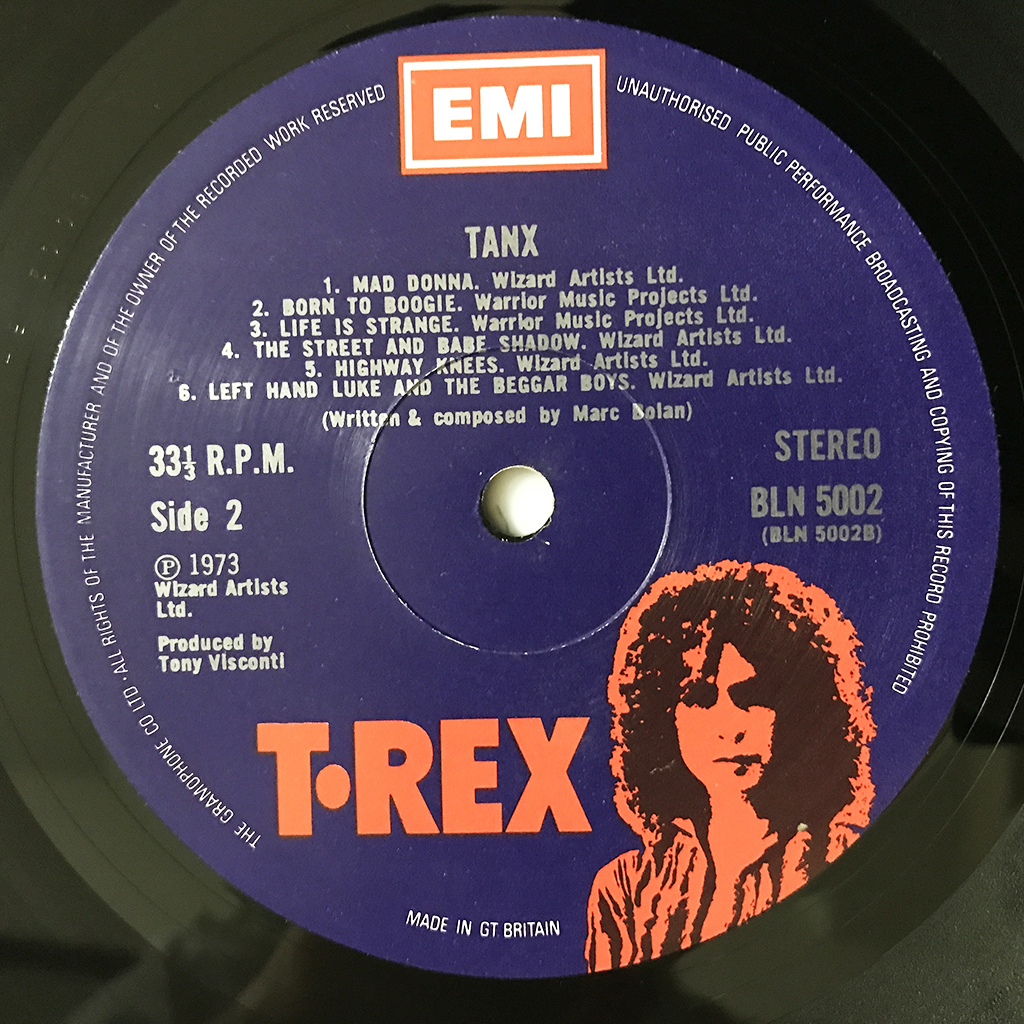 EMI
THE GRAMOPHONE CO LTD · ALL RIGHTS OF THE MANUFACTURER AND OF THE OWNER OF THE RECORDED WORK RESERVED
UNAUTHORISED PUBLIC PERFORMANCE BROADCASTING AND COPYING OF THIS RECORD PROHIBITED
TANX
1. MAD DONNA. Wizard Artists Ltd.
2. BORN TO BOOGIE. Warrior Music Projects Ltd.
3. LIFE IS STRANGE. Warrior Music Projects Ltd.
4. THE STREET AND BABE SHADOW. Wizard Artists Ltd.
5. HIGHWAY KNEES. Wizard Artists Ltd.
6. LEFT HAND LUKE AND THE BEGGAR BOYS. Wizard Artists Ltd.
(Written & composed by Marc Bolan)
33⅓ R.P.M.
Side 2
℗ 1973
Wizard Artists
Ltd.
Produced by
Tony Visconti
STEREO
BLN 5002
(BLN 5002B)
T·REX
MADE IN GT BRITAIN